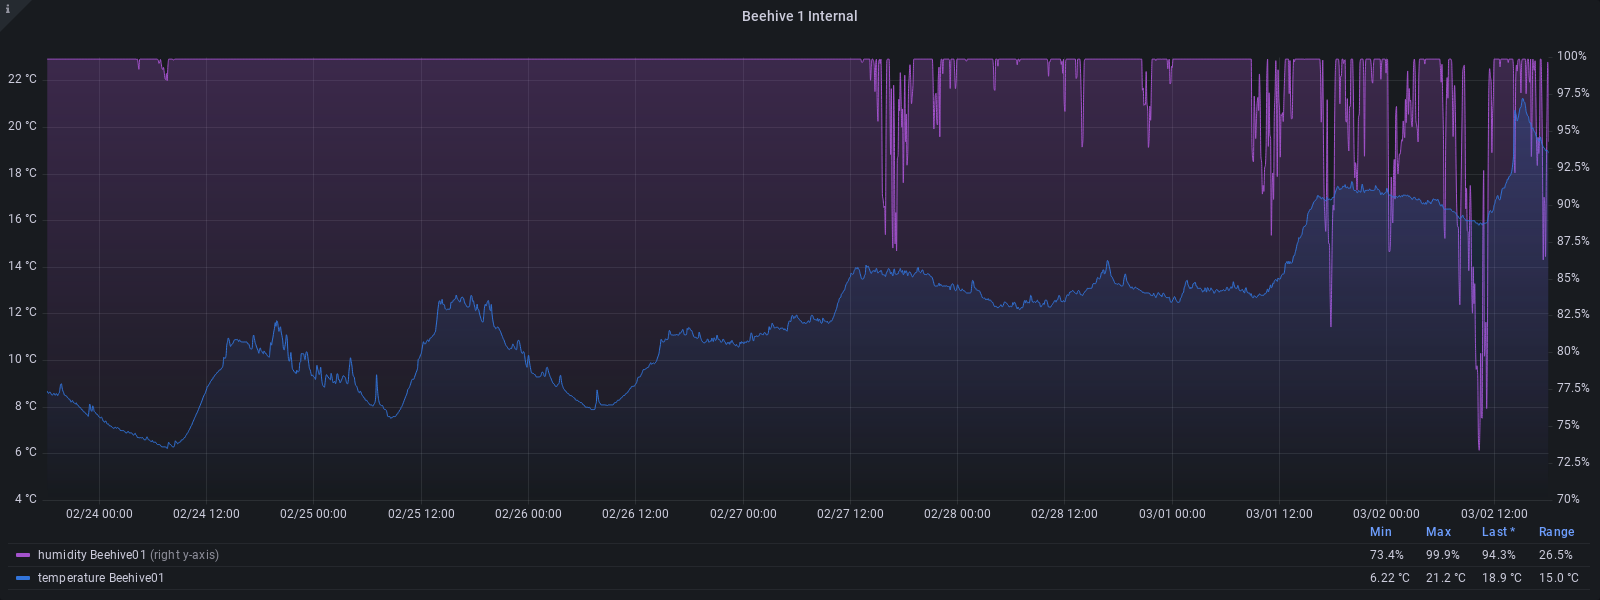 i
Beehive 1 Internal
100%
22 °C
97.5%
20 °C
95%
18 °C
92.5%
16 °C
90%
87.5%
14 °C
85%
12 °C
82.5%
10 °C
80%
77.5%
8 °C
75%
6 °C
72.5%
4 °C
70%
02/24 00:00 02/24 12:00 02/25 00:00 02/25 12:00 02/26 00:00 02/26 12:00 02/27 00:00 02/27 12:00 02/28 00:00 02/28 12:00 03/01 00:00 03/01 12:00 03/02 00:00 03/02 12:00
Min Max Last * Range
humidity Beehive01 (right y-axis) 73.4% 99.9% 94.3% 26.5%
temperature Beehive01 6.22 °C 21.2 °C 18.9 °C 15.0 °C